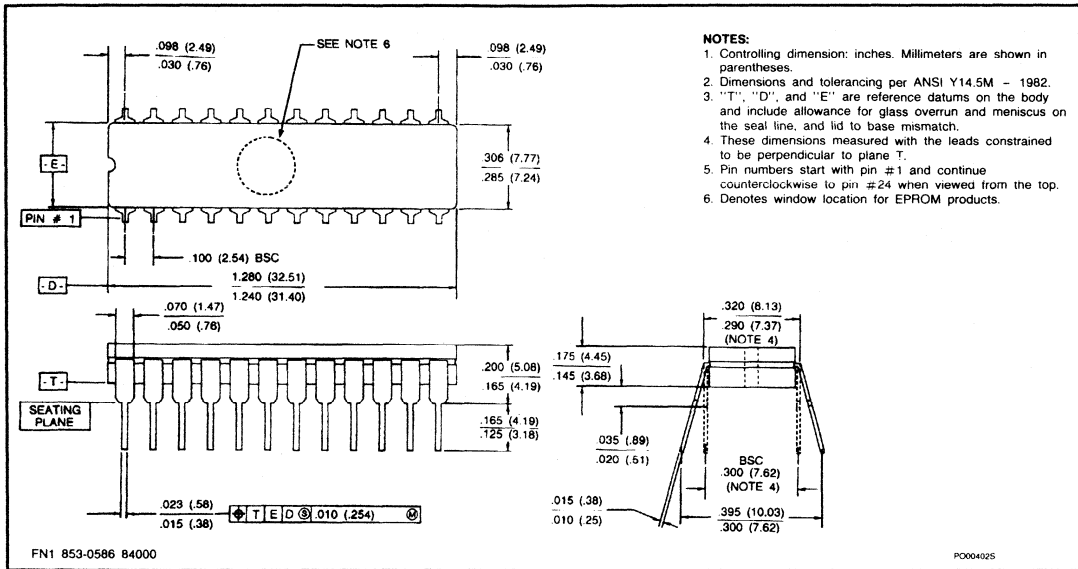 .098 (2.49)
.030 (.76)
SEE NOTE 6
.098 (2.49)
.030 (.76)
- E -
.306 (7.77)
.285 (7.24)
PIN # 1
.100 (2.54) BSC
- D -
1.280 (32.51)
1.240 (31.40)
.070 (1.47)
.050 (.76)
- T -
.200 (5.08)
.165 (4.19)
SEATING
PLANE
.165 (4.19)
.125 (3.18)
.023 (.58)
.015 (.38)
⌖ T E D Ⓢ .010 (.254) Ⓜ
NOTES:
1. Controlling dimension: inches. Millimeters are shown in
parentheses.
2. Dimensions and tolerancing per ANSI Y14.5M – 1982.
3. "T", "D", and "E" are reference datums on the body
and include allowance for glass overrun and meniscus on
the seal line, and lid to base mismatch.
4. These dimensions measured with the leads constrained
to be perpendicular to plane T.
5. Pin numbers start with pin #1 and continue
counterclockwise to pin #24 when viewed from the top.
6. Denotes window location for EPROM products.
.320 (8.13)
.290 (7.37)
(NOTE 4)
.175 (4.45)
.145 (3.68)
.035 (.89)
.020 (.51)
BSC
.300 (7.62)
(NOTE 4)
.015 (.38)
.010 (.25)
.395 (10.03)
.300 (7.62)
FN1 853-0586 84000
PO00402S